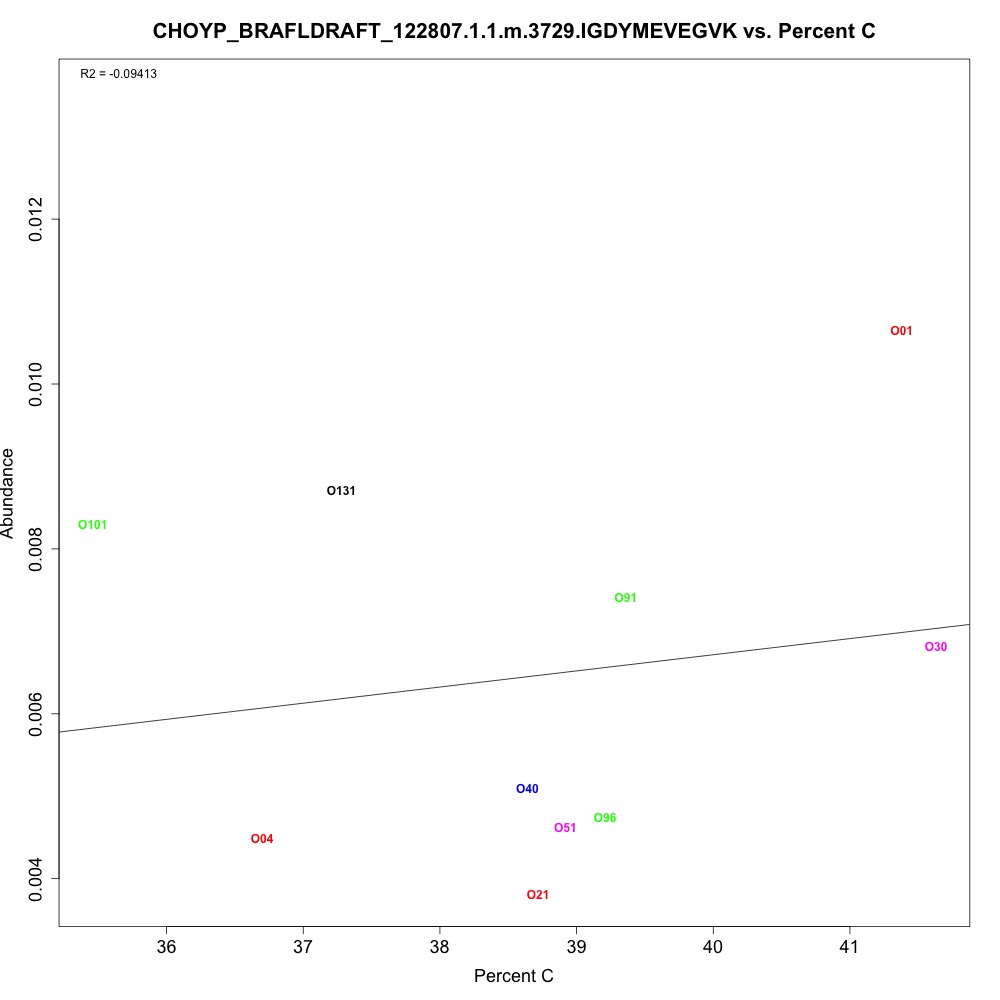 CHOYP_BRAFLDRAFT_122807.1.1.m.3729.IGDYMEVEGVK vs. Percent C
R2 = -0.09413
0.012
O01
0.010
Abundance
O131
O101
0.008
O91
O30
0.006
O40
O96
O51
O04
0.004
O21
36 37 38 39 40 41
Percent C